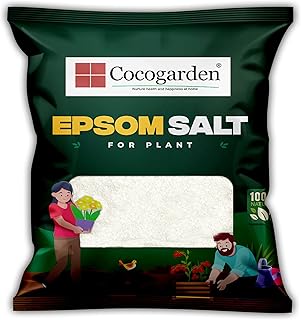 Cocogarden®
Nurture health and happiness at home
EPSOM SALT
FOR PLANT
100%